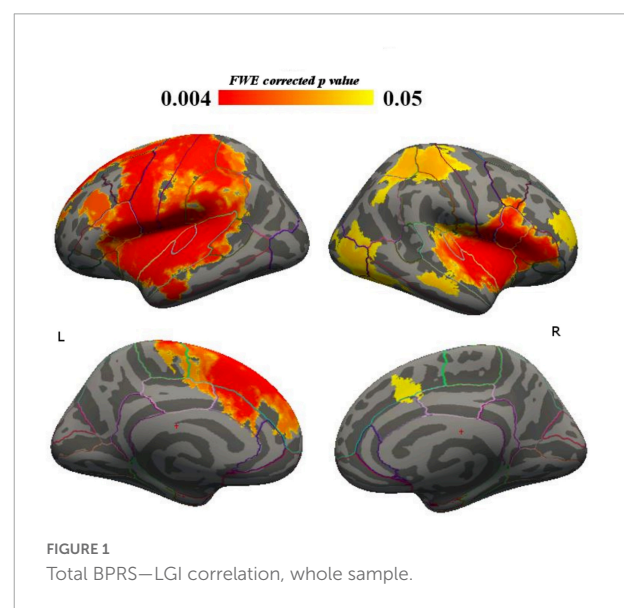 FWE corrected p value
0.004 0.05
L R
FIGURE 1
Total BPRS—LGI correlation, whole sample.